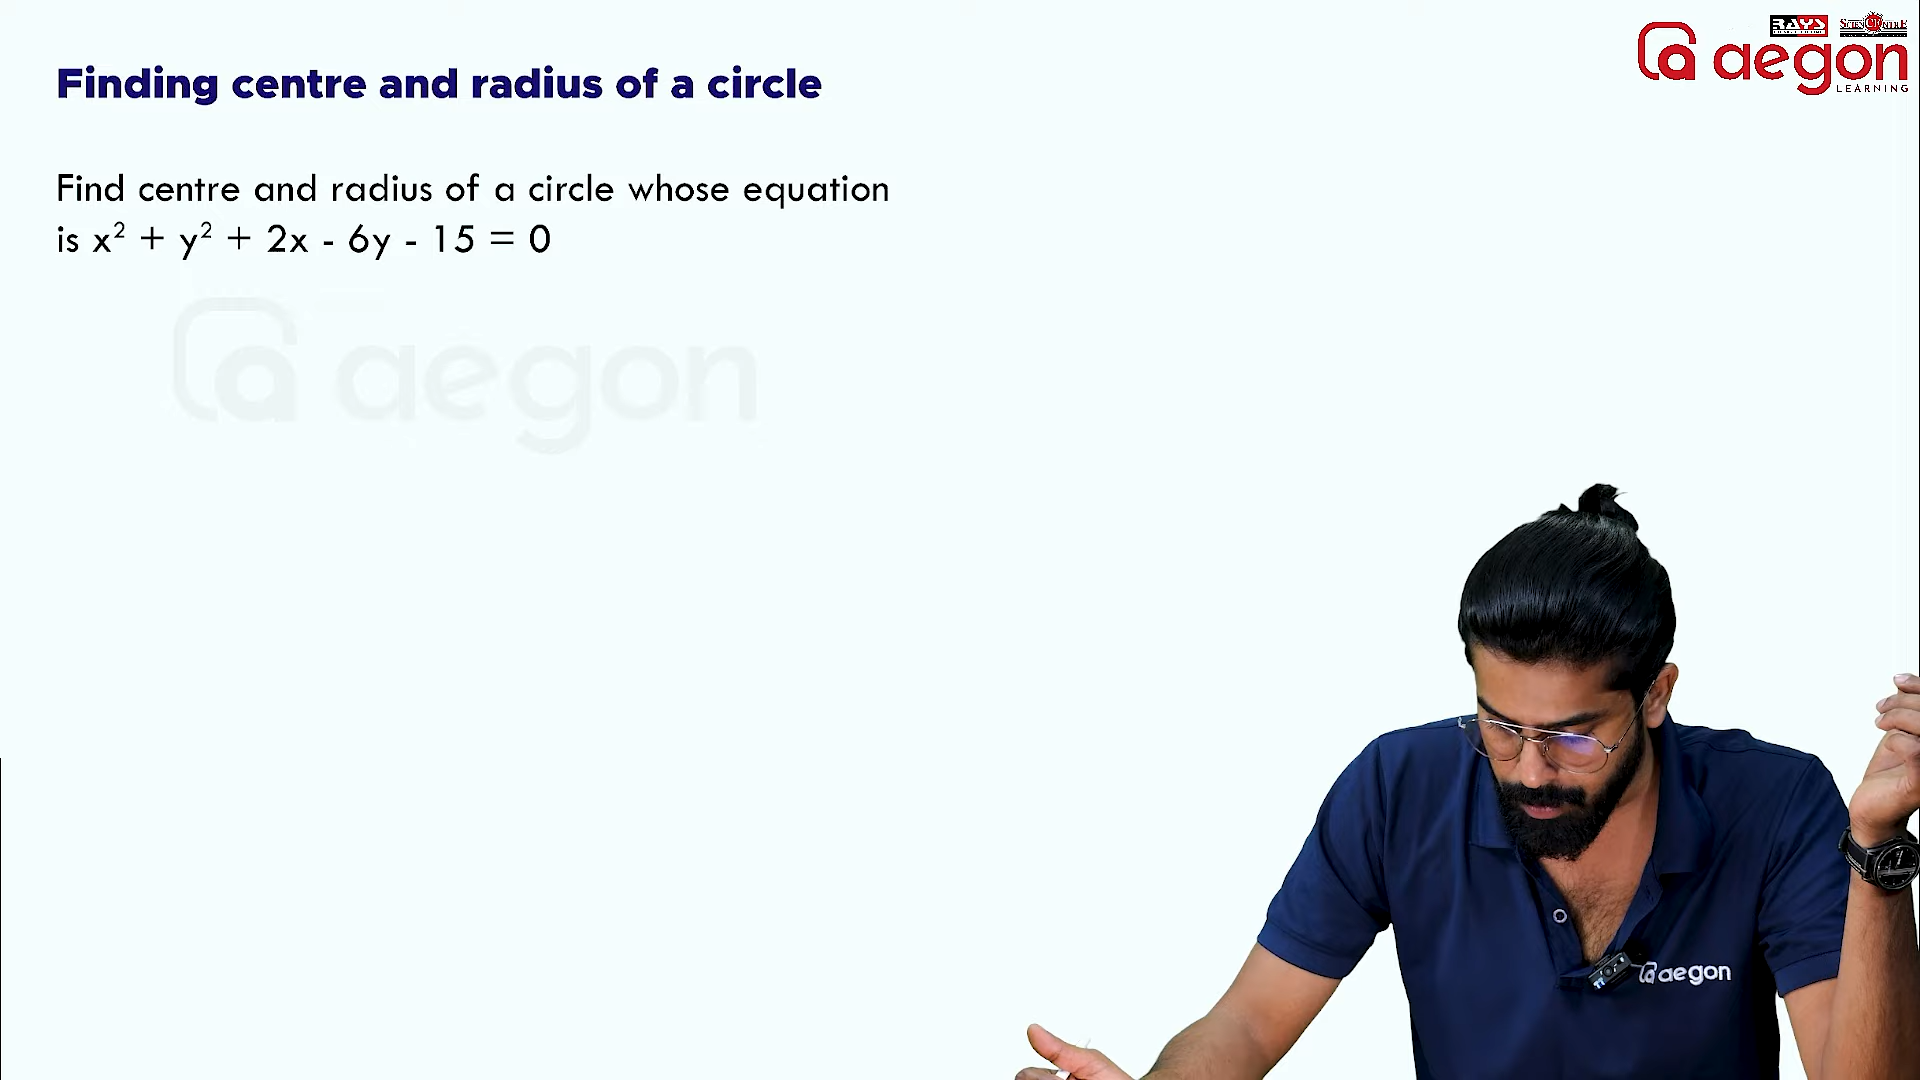 RAYS
aegon
LEARNING
Finding centre and radius of a circle
Find centre and radius of a circle whose equation
is x² + y² + 2x - 6y - 15 = 0
aegon
aegon